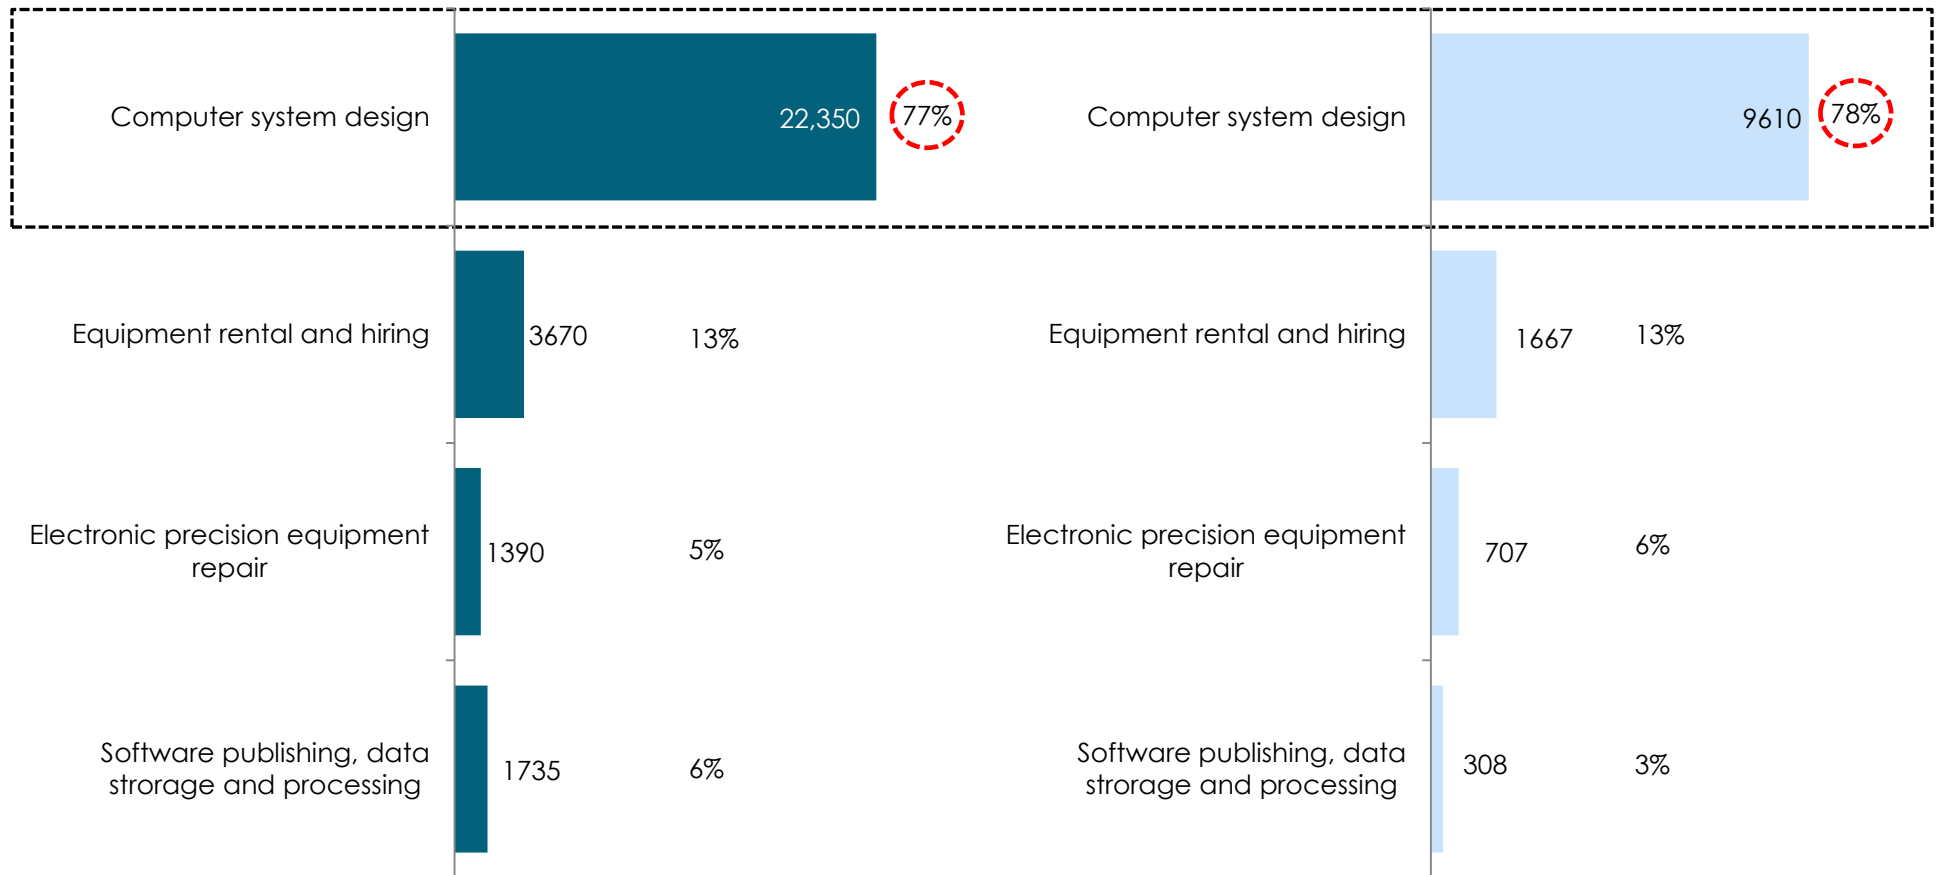 Computer system design
22,350
77%
Computer system design
9610
78%
Equipment rental and hiring
3670
13%
Equipment rental and hiring
1667
13%
Electronic precision equipment
repair
1390
5%
Electronic precision equipment
repair
707
6%
Software publishing, data
strorage and processing
1735
6%
Software publishing, data
strorage and processing
308
3%